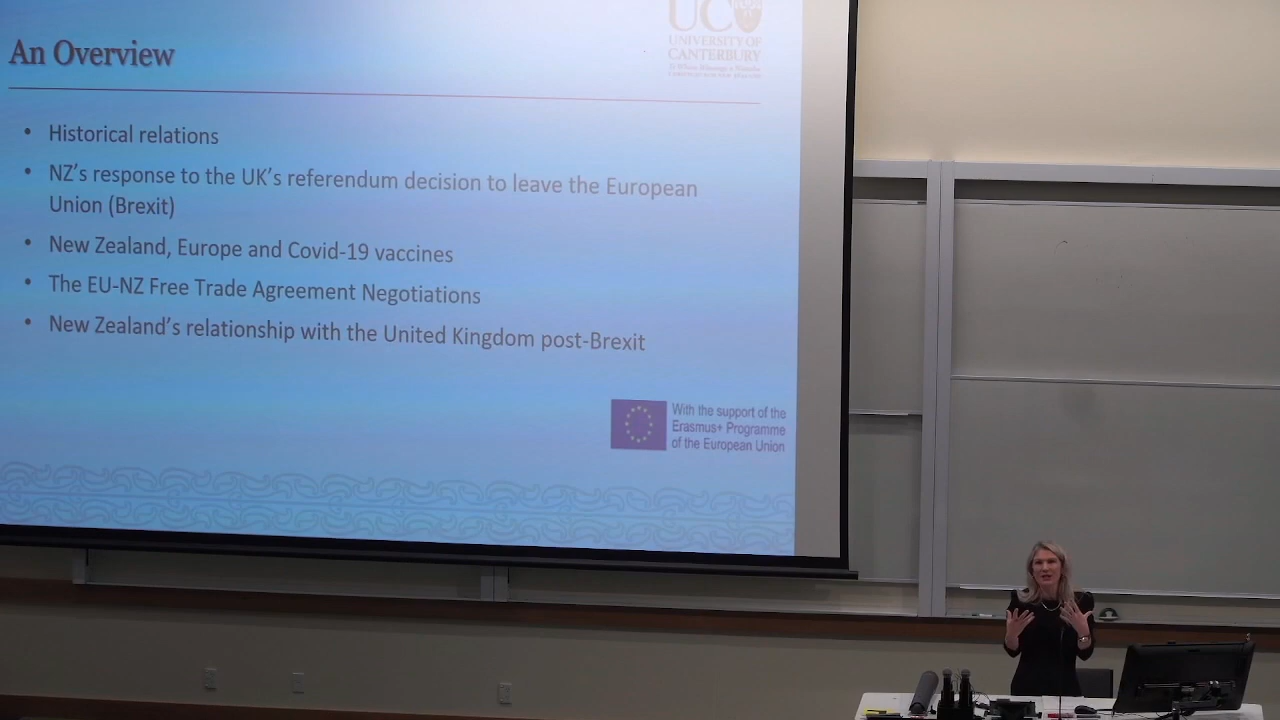 UC
UNIVERSITY OF
CANTERBURY
An Overview
• Historical relations
• NZ's response to the UK's referendum decision to leave the European
Union (Brexit)
• New Zealand, Europe and Covid-19 vaccines
• The EU-NZ Free Trade Agreement Negotiations
• New Zealand's relationship with the United Kingdom post-Brexit
With the support of the
Erasmus+ Programme
of the European Union